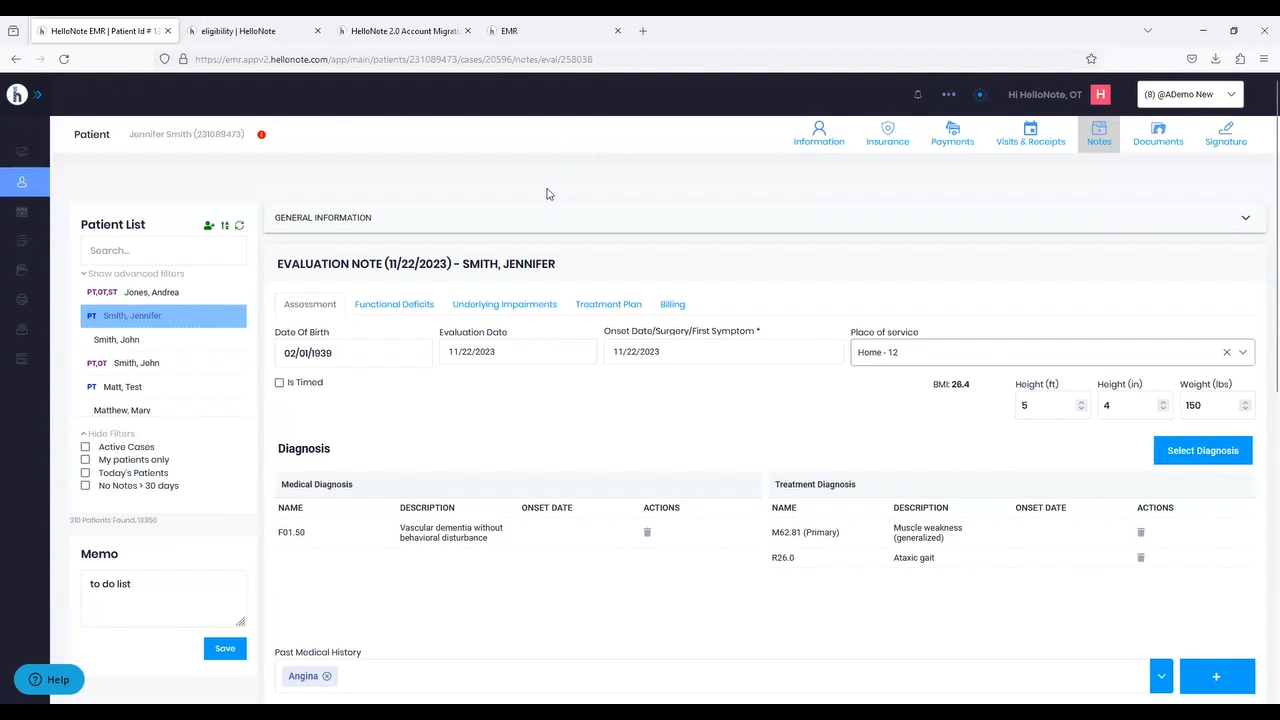 HelloNote EMR | Patient Id # 13
eligibility | HelloNote
HelloNote 2.0 Account Migrati
EMR
https://emr.appv2.hellonote.com/app/main/patients/231089473/cases/20596/notes/eval/258038
Hi HelloNote, OT
H
(8) @ADemo New
Patient
Jennifer Smith (231089473)
Information
Insurance
Payments
Visits & Receipts
Notes
Documents
Signature
Patient List
Search...
Show advanced filters
PT,OT,ST Jones, Andrea
PT Smith, Jennifer
Smith, John
PT,OT Smith, John
PT Matt, Test
Matthew, Mary
Hide Filters
Active Cases
My patients only
Today's Patients
No Notes > 30 days
310 Patients Found, 13356
Memo
to do list
Save
Help
GENERAL INFORMATION
EVALUATION NOTE (11/22/2023) - SMITH, JENNIFER
Assessment
Functional Deficits
Underlying Impairments
Treatment Plan
Billing
Date Of Birth
02/01/1939
Evaluation Date
11/22/2023
Onset Date/Surgery/First Symptom *
11/22/2023
Place of service
Home - 12
Is Timed
BMI: 26.4
Height (ft)
5
Height (in)
4
Weight (lbs)
150
Diagnosis
Select Diagnosis
Medical Diagnosis
NAME DESCRIPTION ONSET DATE ACTIONS
F01.50 Vascular dementia without
behavioral disturbance
Treatment Diagnosis
NAME DESCRIPTION ONSET DATE ACTIONS
M62.81 (Primary) Muscle weakness
(generalized)
R26.0 Ataxic gait
Past Medical History
Angina